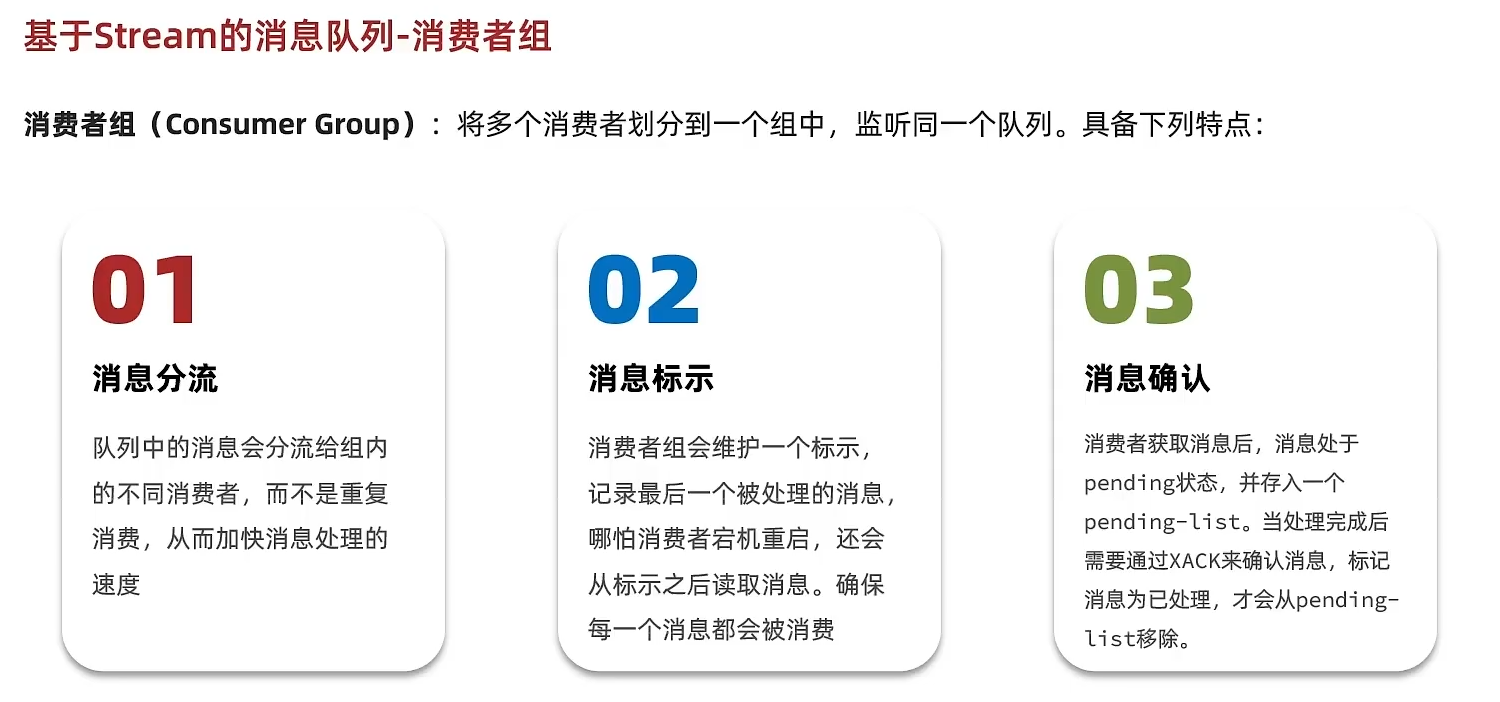 基于Stream的消息队列-消费者组
消费者组（Consumer Group）：将多个消费者划分到一个组中，监听同一个队列。具备下列特点：
01
消息分流
队列中的消息会分流给组内
的不同消费者，而不是重复
消费，从而加快消息处理的
速度
02
消息标示
消费者组会维护一个标示，
记录最后一个被处理的消息，
哪怕消费者宕机重启，还会
从标示之后读取消息。确保
每一个消息都会被消费
03
消息确认
消费者获取消息后，消息处于
pending状态，并存入一个
pending-list。当处理完成后
需要通过XACK来确认消息，标记
消息为已处理，才会从pending-
list移除。